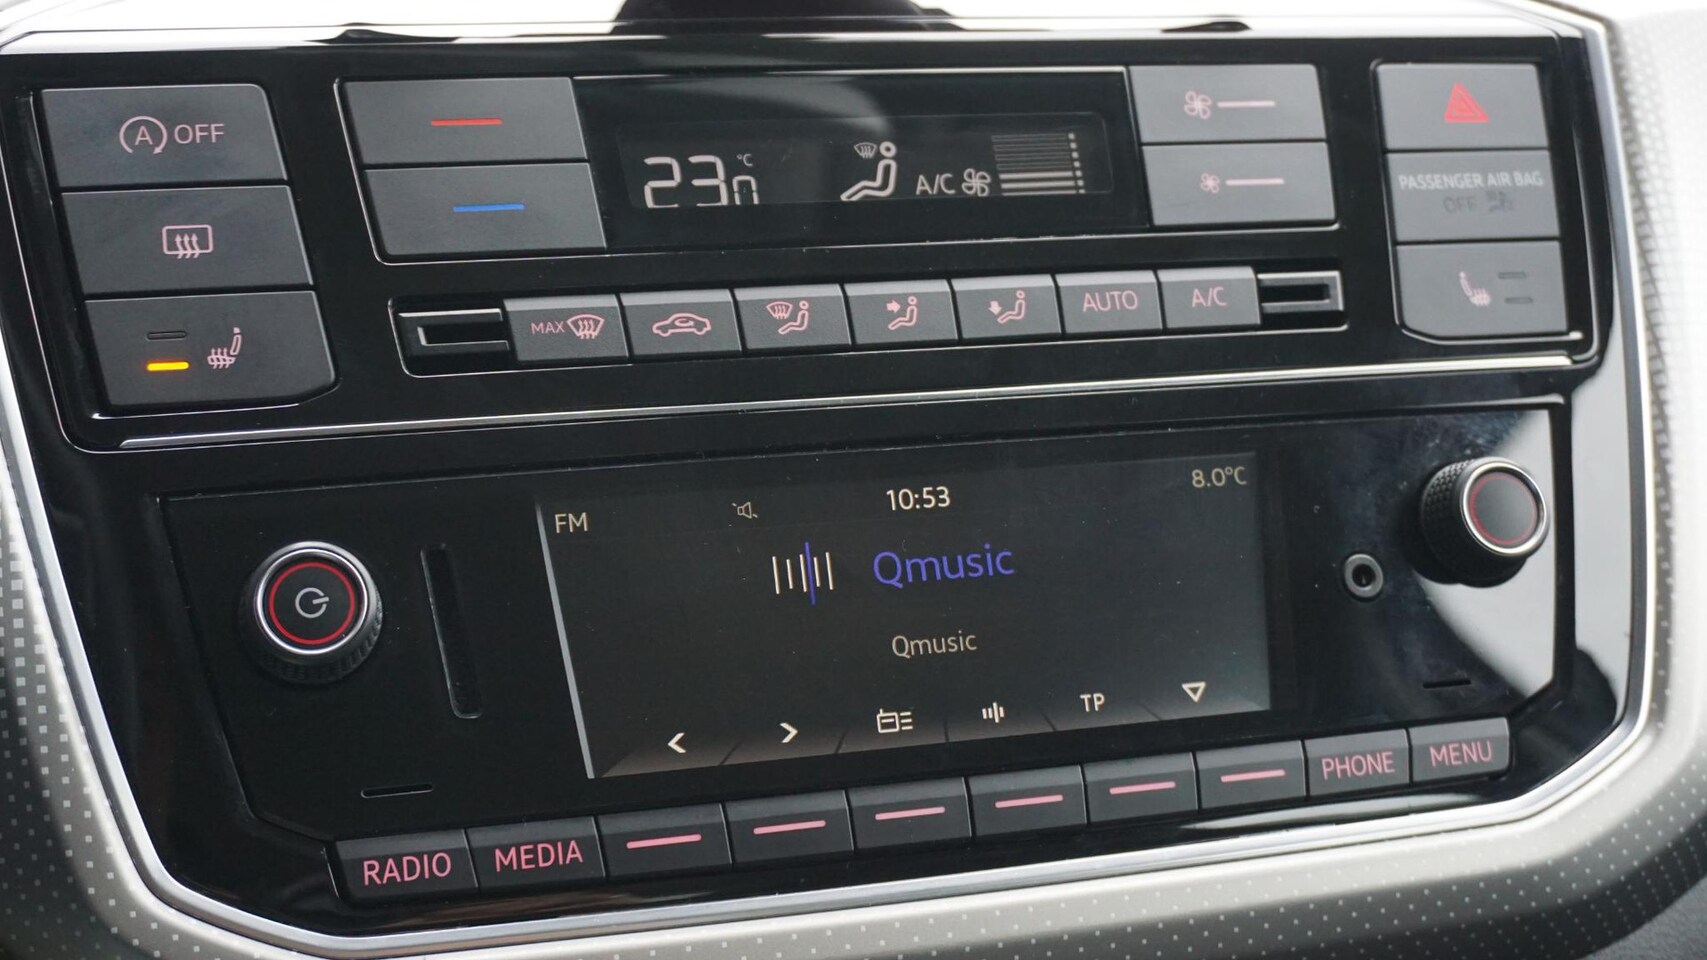 A OFF
23.0 °C
A/C
PASSENGER AIR BAG
OFF
MAX
AUTO
A/C
FM
10:53
8.0°C
Qmusic
Qmusic
TP
RADIO
MEDIA
PHONE
MENU